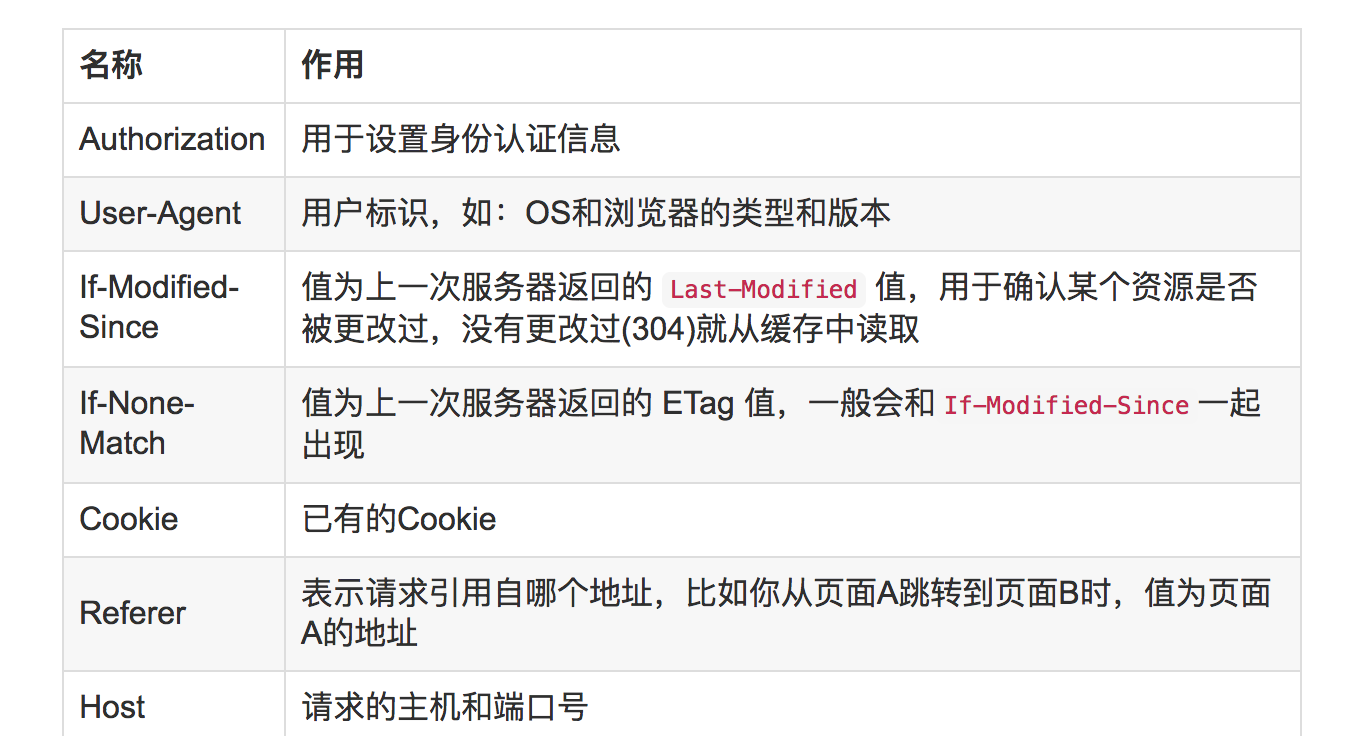 名称 作用
Authorization 用于设置身份认证信息
User-Agent 用户标识，如：OS和浏览器的类型和版本
If-Modified- 值为上一次服务器返回的 Last-Modified 值，用于确认某个资源是否
Since 被更改过，没有更改过(304)就从缓存中读取
If-None- 值为上一次服务器返回的 ETag 值，一般会和 If-Modified-Since 一起
Match 出现
Cookie 已有的Cookie
Referer 表示请求引用自哪个地址，比如你从页面A跳转到页面B时，值为页面
A的地址
Host 请求的主机和端口号